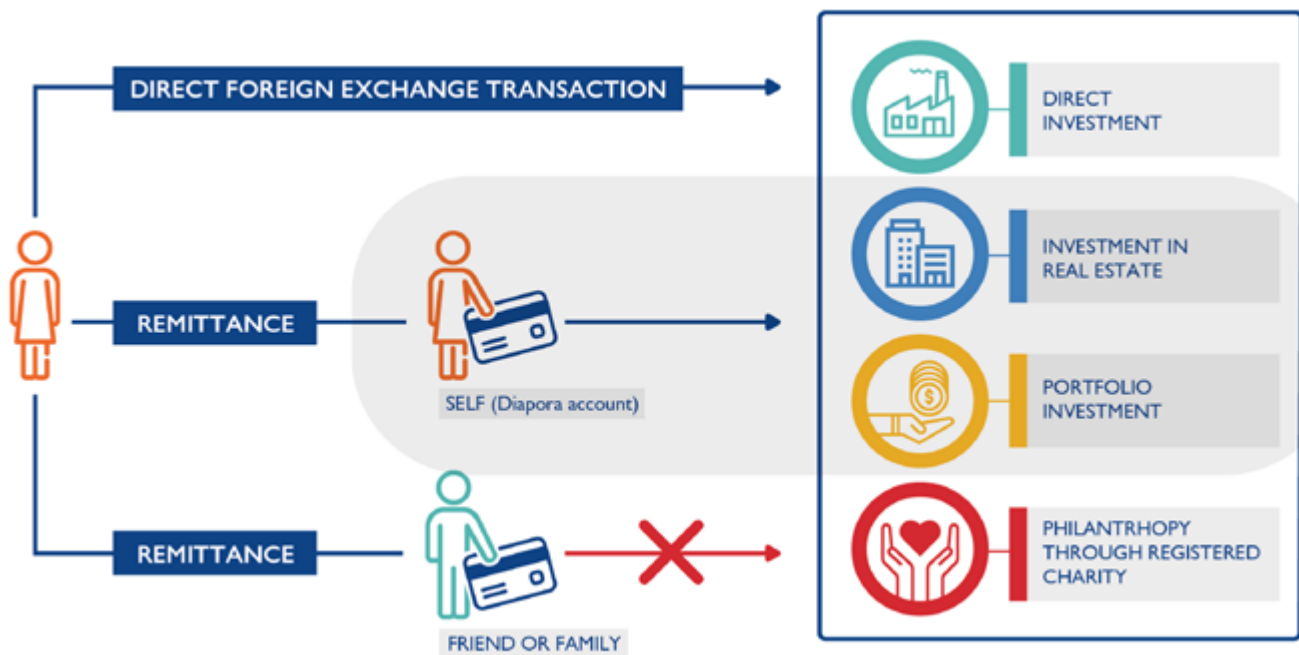 DIRECT FOREIGN EXCHANGE TRANSACTION
DIRECT
INVESTMENT
INVESTMENT IN
REAL ESTATE
REMITTANCE
SELF (Diapora account)
$
PORTFOLIO
INVESTMENT
REMITTANCE
FRIEND OR FAMILY
PHILANTRHOPY
THROUGH REGISTERED
CHARITY